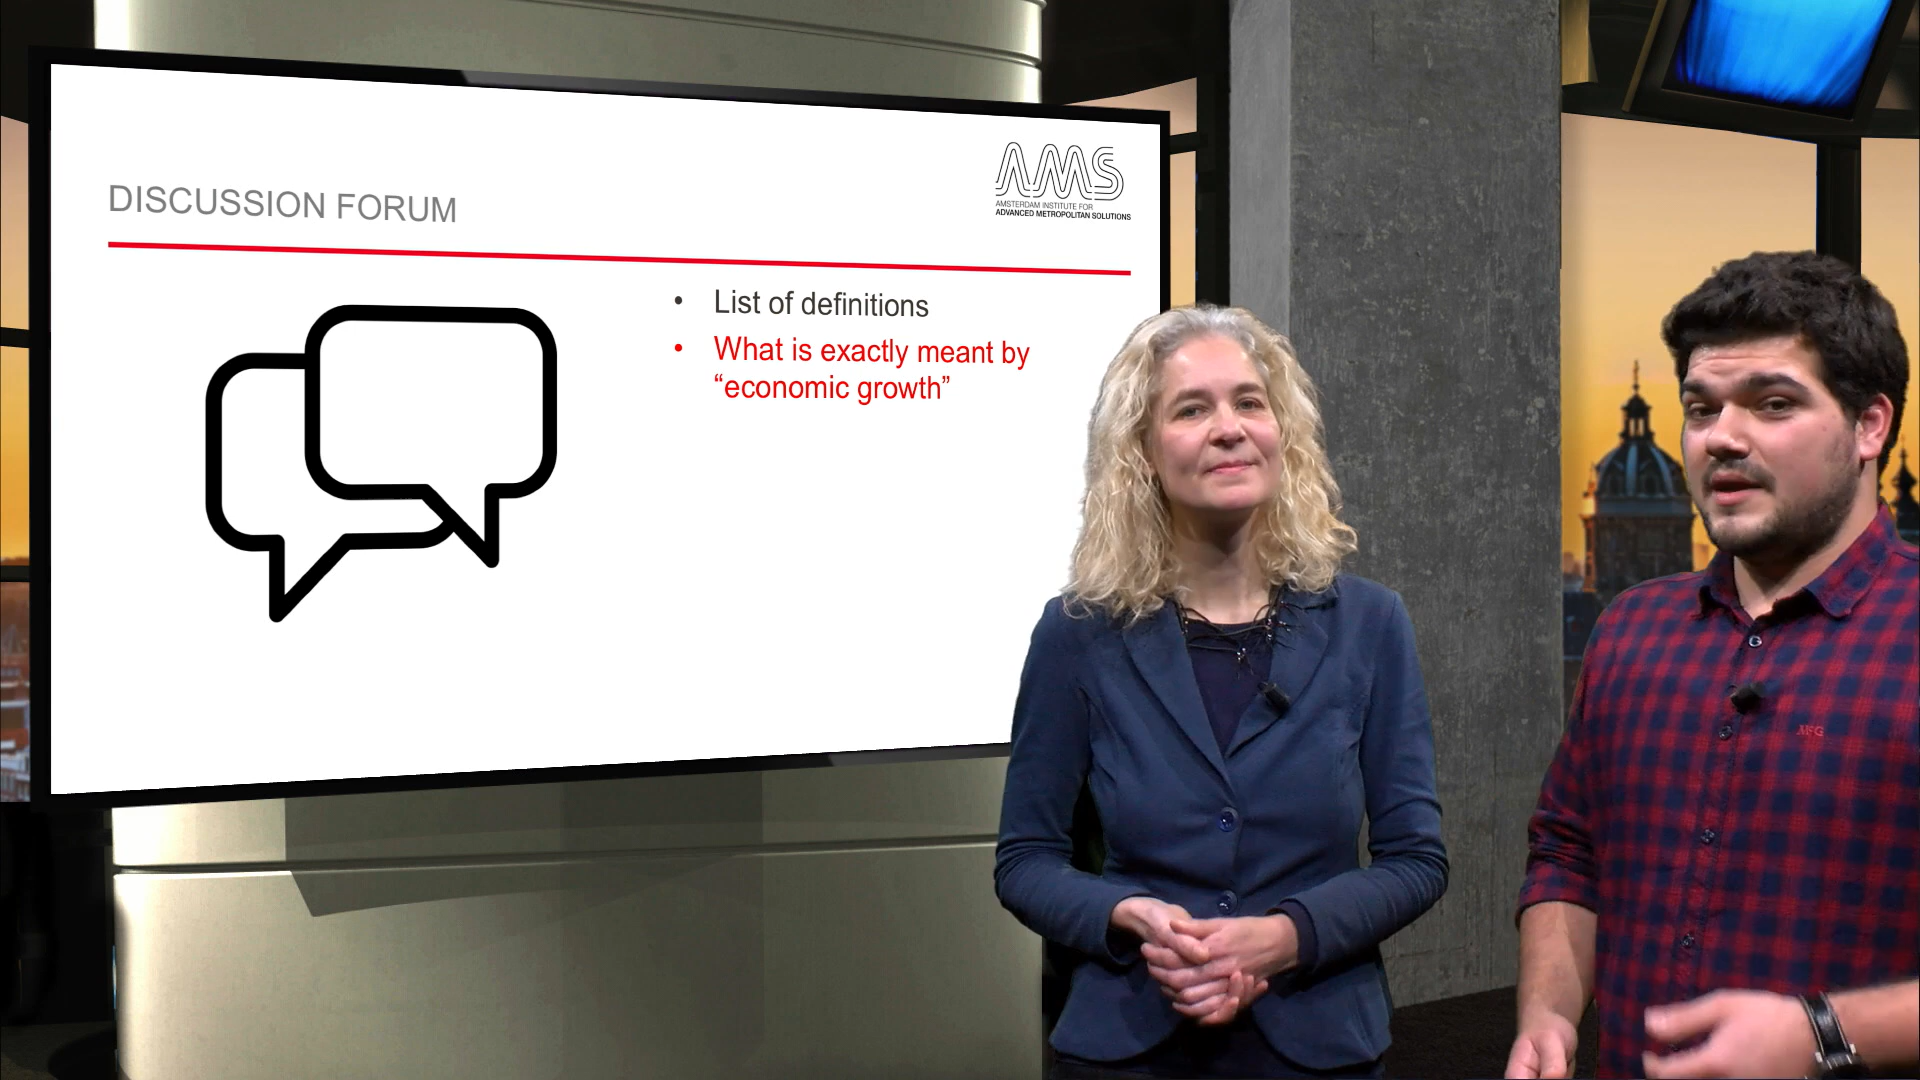 DISCUSSION FORUM
AMS
AMSTERDAM INSTITUTE FOR
ADVANCED METROPOLITAN SOLUTIONS
• List of definitions
• What is exactly meant by
“economic growth”
McG